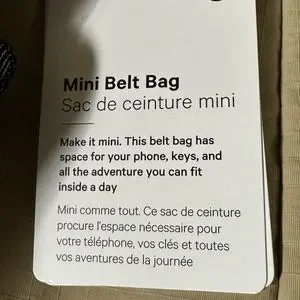 Mini Belt Bag
Sac de ceinture mini
Make it mini. This belt bag has
space for your phone, keys, and
all the adventure you can fit
inside a day
Mini comme tout. Ce sac de ceinture
procure l'espace nécessaire pour
votre téléphone, vos clés et toutes
vos aventures de la journée